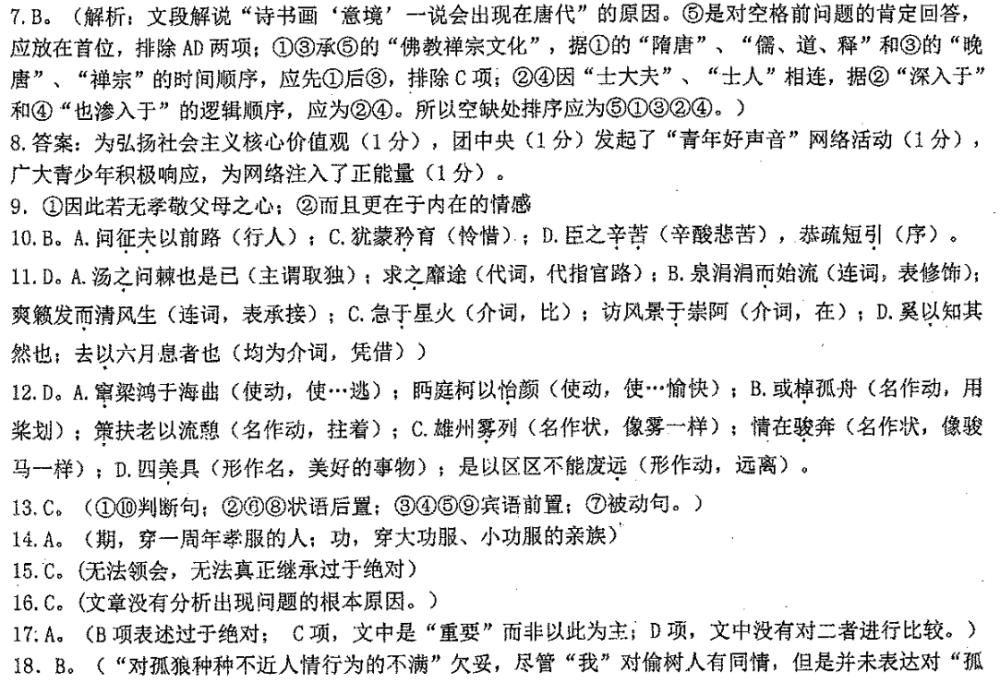 7.B。（解析：文段解说“诗书画‘意境’一说会出现在唐代”的原因。⑤是对空格前问题的肯定回答，
应放在首位，排除 AD 两项；①③承⑤的“佛教禅宗文化”，据①的“隋唐”、“儒、道、释”和③的“晚
唐”、“禅宗”的时间顺序，应先①后③，排除 C 项；②④因“士大夫”、“士人”相连，据②“深入于”
和④“也渗入于”的逻辑顺序，应为②④。所以空缺处排序应为⑤①③②④。）
8.答案：为弘扬社会主义核心价值观（1 分），团中央（1 分）发起了“青年好声音”网络活动（1 分），
广大青少年积极响应，为网络注入了正能量（1 分）。
9. ①因此若无孝敬父母之心；②而且更在于内在的情感
10.B。A.问征夫以前路（行人）；C.犹蒙矜育（怜惜）；D.臣之辛苦（辛酸悲苦），恭疏短引（序）。
11.D。A.汤之问棘也是已（主谓取独）；求之靡途（代词，代指官路）；B.泉涓涓而始流（连词，表修饰）；
爽籁发而清风生（连词，表承接）；C.急于星火（介词，比）；访风景于崇阿（介词，在）；D.奚以知其
然也；去以六月息者也（均为介词，凭借））
12.D。A.窜梁鸿于海曲（使动，使…逃）；眄庭柯以怡颜（使动，使…愉快）；B.或棹孤舟（名作动，用
桨划）；策扶老以流憩（名作动，拄着）；C.雄州雾列（名作状，像雾一样）；情在骏奔（名作状，像骏
马一样）；D.四美具（形作名，美好的事物）；是以区区不能废远（形作动，远离）。
13.C。（①⑩判断句；②⑥⑧状语后置；③④⑤⑨宾语前置；⑦被动句。）
14.A。（期，穿一周年孝服的人；功，穿大功服、小功服的亲族）
15.C。(无法领会，无法真正继承过于绝对）
16.C。(文章没有分析出现问题的根本原因。）
17.A。（B 项表述过于绝对； C 项，文中是“重要”而非以此为主；D 项，文中没有对二者进行比较。）
18. B。（“对孤狼种种不近人情行为的不满”欠妥，尽管“我”对偷树人有同情，但是并未表达对“孤